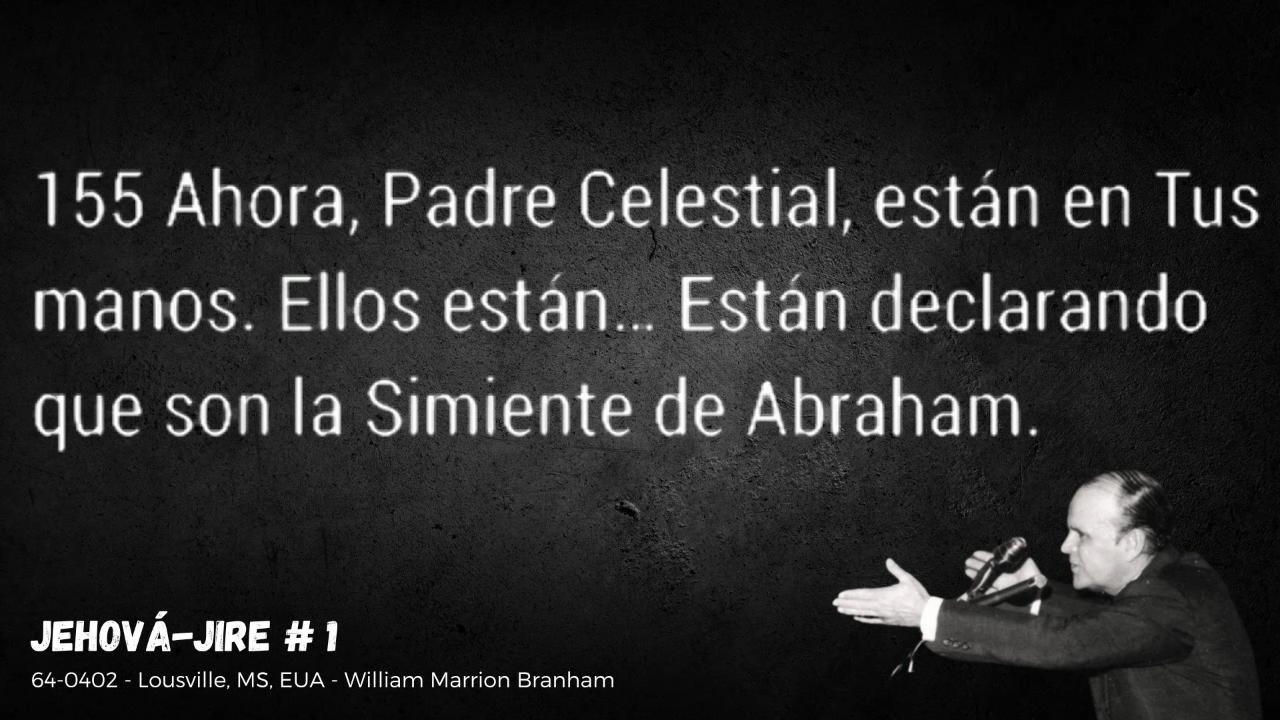 155 Ahora, Padre Celestial, están en Tus
manos. Ellos están... Están declarando
que son la Simiente de Abraham.
JEHOVÁ-JIRE # 1
64-0402 - Lousville, MS, EUA - William Marrion Branham